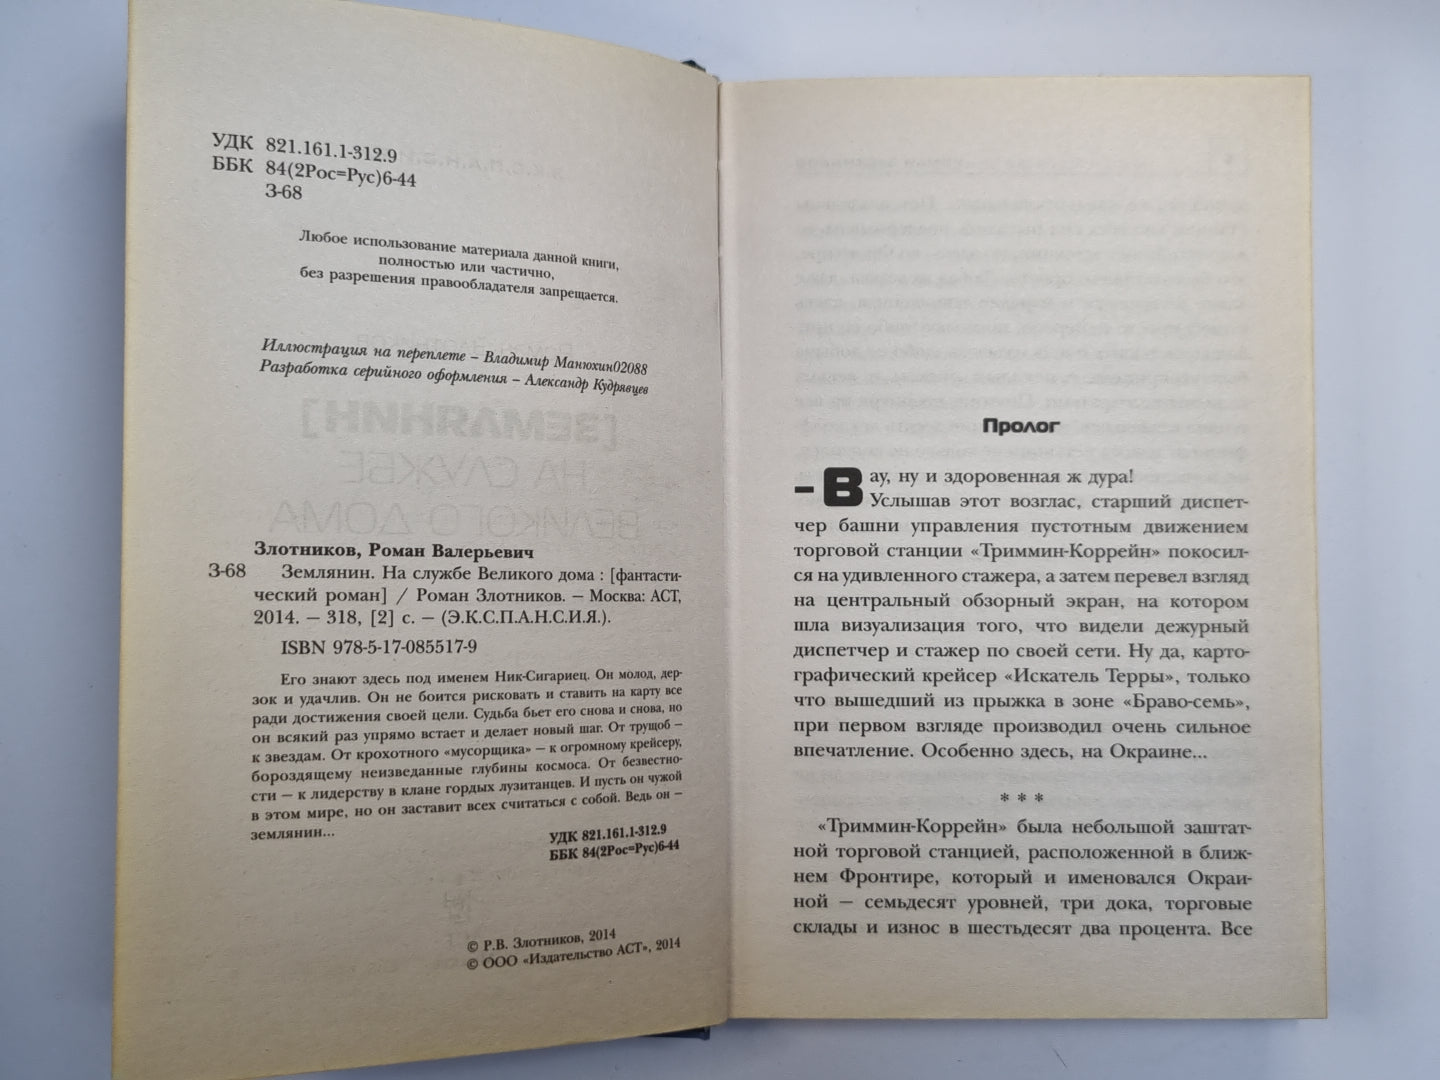 УДК 821.161.1-312.9
ББК 84(2Рос=Рус)6-44
З-68
Любое использование материала данной книги,
полностью или частично,
без разрешения правообладателя запрещается.
Иллюстрация на переплете – Владимир Манюхин02088
Разработка серийного оформления – Александр Кудрявцев
[ЗЕМЛЯНИН]
НА СЛУЖБЕ
ВЕЛИКОГО ДОМА
Злотников, Роман Валерьевич
З-68 Землянин. На службе Великого дома : [фантасти-
ческий роман] / Роман Злотников. – Москва: АСТ,
2014. – 318, [2] с. – (Э.К.С.П.А.Н.С.И.Я.).
ISBN 978-5-17-085517-9
Его знают здесь под именем Ник-Сигариец. Он молод, дер-
зок и удачлив. Он не боится рисковать и ставить на карту все
ради достижения своей цели. Судьба бьет его снова и снова, но
он всякий раз упрямо встает и делает новый шаг. От трущоб –
к звездам. От крохотного «мусорщика» – к огромному крейсеру,
бороздящему неизведанные глубины космоса. От безвестно-
сти – к лидерству в клане гордых лузитанцев. И пусть он чужой
в этом мире, но он заставит всех считаться с собой. Ведь он –
землянин...
УДК 821.161.1-312.9
ББК 84(2Рос=Рус)6-44
© Р.В. Злотников, 2014
© ООО «Издательство АСТ», 2014
Пролог
– Вау, ну и здоровенная ж дура!
Услышав этот возглас, старший диспет-
чер башни управления пустотным движением
торговой станции «Триммин-Коррейн» покосил-
ся на удивленного стажера, а затем перевел взгляд
на центральный обзорный экран, на котором
шла визуализация того, что видели дежурный
диспетчер и стажер по своей сети. Ну да, карто-
графический крейсер «Искатель Терры», только
что вышедший из прыжка в зоне «Браво-семь»,
при первом взгляде производил очень сильное
впечатление. Особенно здесь, на Окраине...
* * *
«Триммин-Коррейн» была небольшой заштат-
ной торговой станцией, расположенной в ближ-
нем Фронтире, который и именовался Окраи-
ной – семьдесят уровней, три дока, торговые
склады и износ в шестьдесят два процента. Все